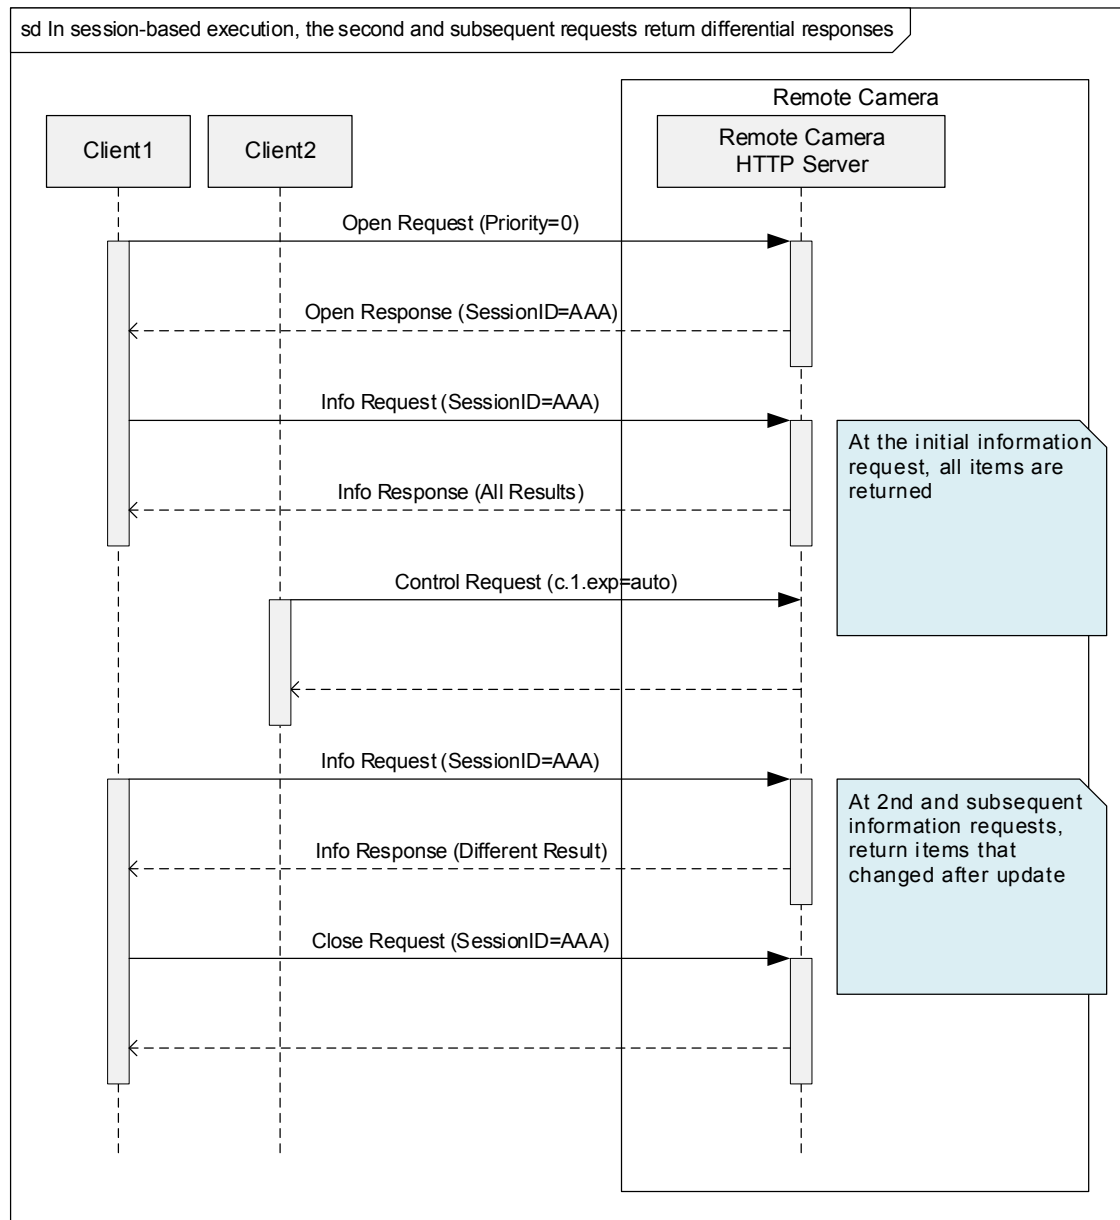 sd In session-based execution, the second and subsequent requests return differential responses
Remote Camera
Client1
Client2
Remote Camera
HTTP Server
Open Request (Priority=0)
Open Response (SessionID=AAA)
Info Request (SessionID=AAA)
At the initial information
request, all items are
returned
Info Response (All Results)
Control Request (c.1.exp=auto)
Info Request (SessionID=AAA)
At 2nd and subsequent
information requests,
return items that
changed after update
Info Response (Different Result)
Close Request (SessionID=AAA)